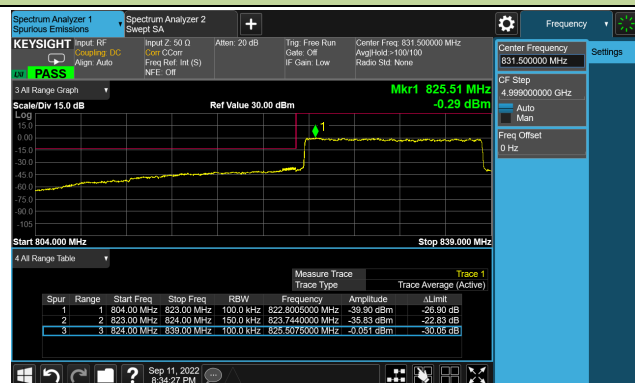 Spectrum Analyzer 1
Spurious Emissions
Spectrum Analyzer 2
Swept SA
Frequency
KEYSIGHT
Input: RF
Coupling: DC
Align: Auto
Input Z: 50 Ω
Corr CCorr
Freq Ref: Int (S)
NFE: Off
Atten: 20 dB
Trig: Free Run
Gate: Off
IF Gain: Low
Center Freq: 831.500000 MHz
Avg|Hold:>100/100
Radio Std: None
LNI PASS
Center Frequency
831.500000 MHz
Settings
CF Step
4.999000000 GHz
Auto
Man
Freq Offset
0 Hz
3 All Range Graph
Mkr1 825.51 MHz
Scale/Div 15.0 dB
Ref Value 30.00 dBm
-0.29 dBm
Log
15.0
0.00
-15.0
-30.0
-45.0
-60.0
-75.0
-90.0
-105
1
Start 804.000 MHz
Stop 839.000 MHz
4 All Range Table
Measure Trace Trace 1
Trace Type Trace Average (Active)
Spur Range Start Freq Stop Freq RBW Frequency Amplitude ΔLimit
1 1 804.00 MHz 823.00 MHz 100.0 kHz 822.8005000 MHz -39.90 dBm -26.90 dB
2 2 823.00 MHz 824.00 MHz 150.0 kHz 823.7440000 MHz -35.83 dBm -22.83 dB
3 3 824.00 MHz 839.00 MHz 100.0 kHz 825.5075000 MHz -0.051 dBm -30.05 dB
Sep 11, 2022
8:34:27 PM